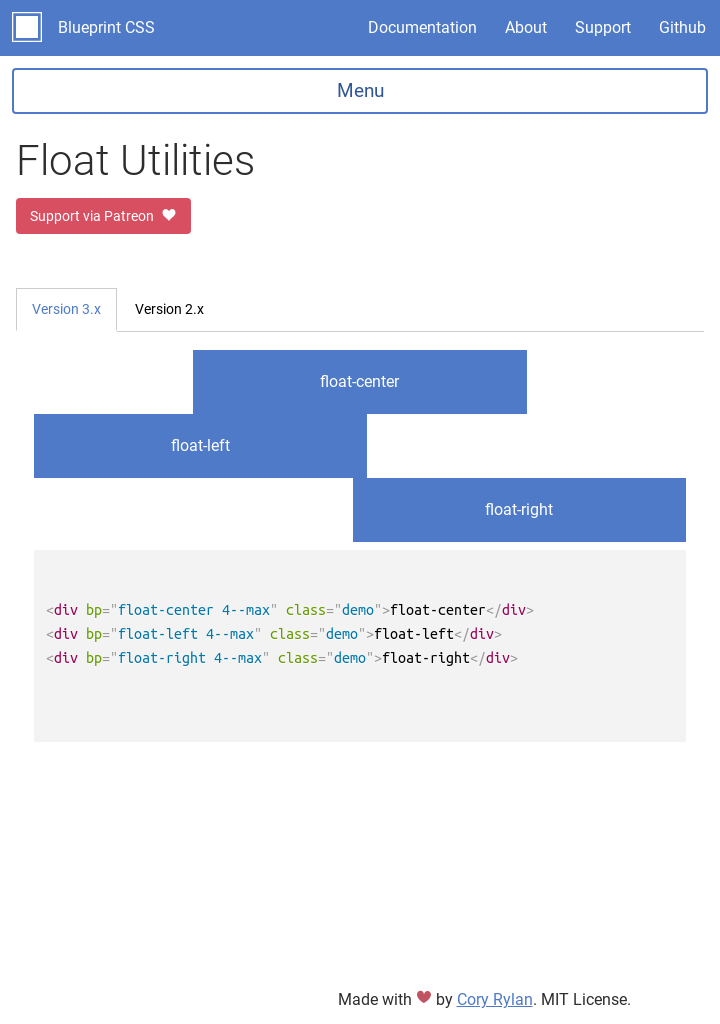 Blueprint CSS Documentation About Support Github
Menu
Float Utilities
Support via Patreon
Version 3.x Version 2.x
float-center
float-left
float-right
<div bp="float-center 4--max" class="demo">float-center</div>
<div bp="float-left 4--max" class="demo">float-left</div>
<div bp="float-right 4--max" class="demo">float-right</div>
Made with by Cory Rylan. MIT License.